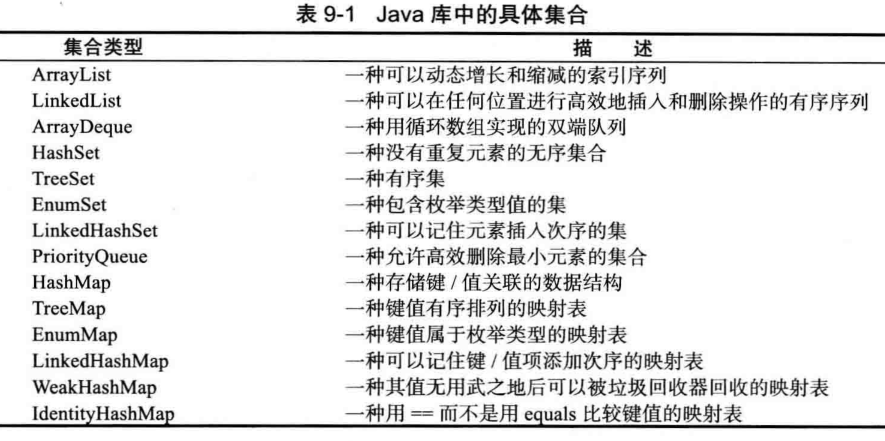 表 9-1 Java 库中的具体集合
集合类型 描 述
ArrayList 一种可以动态增长和缩减的索引序列
LinkedList 一种可以在任何位置进行高效地插入和删除操作的有序序列
ArrayDeque 一种用循环数组实现的双端队列
HashSet 一种没有重复元素的无序集合
TreeSet 一种有序集
EnumSet 一种包含枚举类型值的集
LinkedHashSet 一种可以记住元素插入次序的集
PriorityQueue 一种允许高效删除最小元素的集合
HashMap 一种存储键 / 值关联的数据结构
TreeMap 一种键值有序排列的映射表
EnumMap 一种键值属于枚举类型的映射表
LinkedHashMap 一种可以记住键 / 值项添加次序的映射表
WeakHashMap 一种其值无用武之地后可以被垃圾回收器回收的映射表
IdentityHashMap 一种用 == 而不是用 equals 比较键值的映射表